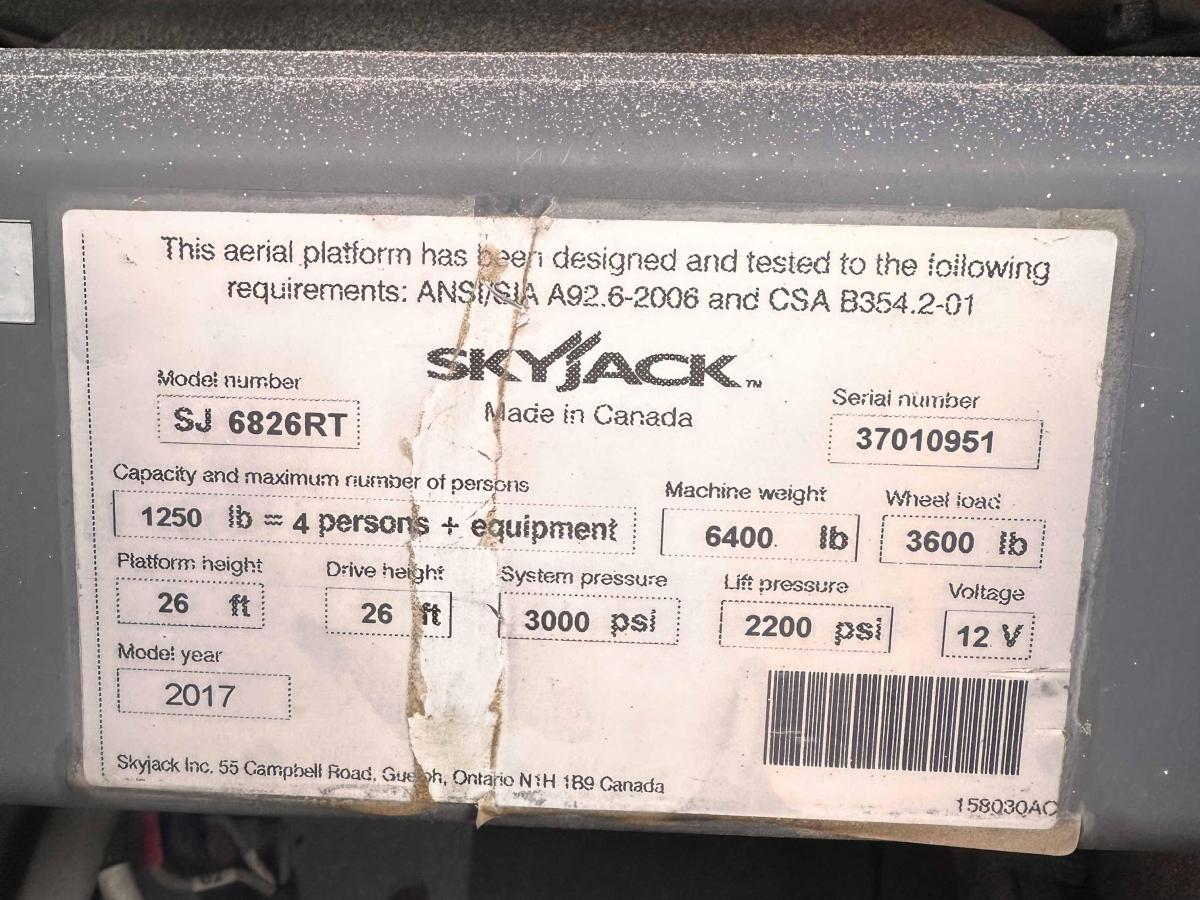 This aerial platform has been designed and tested to the following
requirements: ANSI/SIA A92.6-2006 and CSA B354.2-01
SKYJACK™
Made in Canada
Model number
SJ 6826RT
Serial number
37010951
Capacity and maximum number of persons
1250 lb = 4 persons + equipment
Machine weight
6400 lb
Wheel load
3600 lb
Platform height
26 ft
Drive height
26 ft
System pressure
3000 psi
Lift pressure
2200 psi
Voltage
12 V
Model year
2017
Skyjack Inc. 55 Campbell Road, Guelph, Ontario N1H 1B9 Canada
158030AC